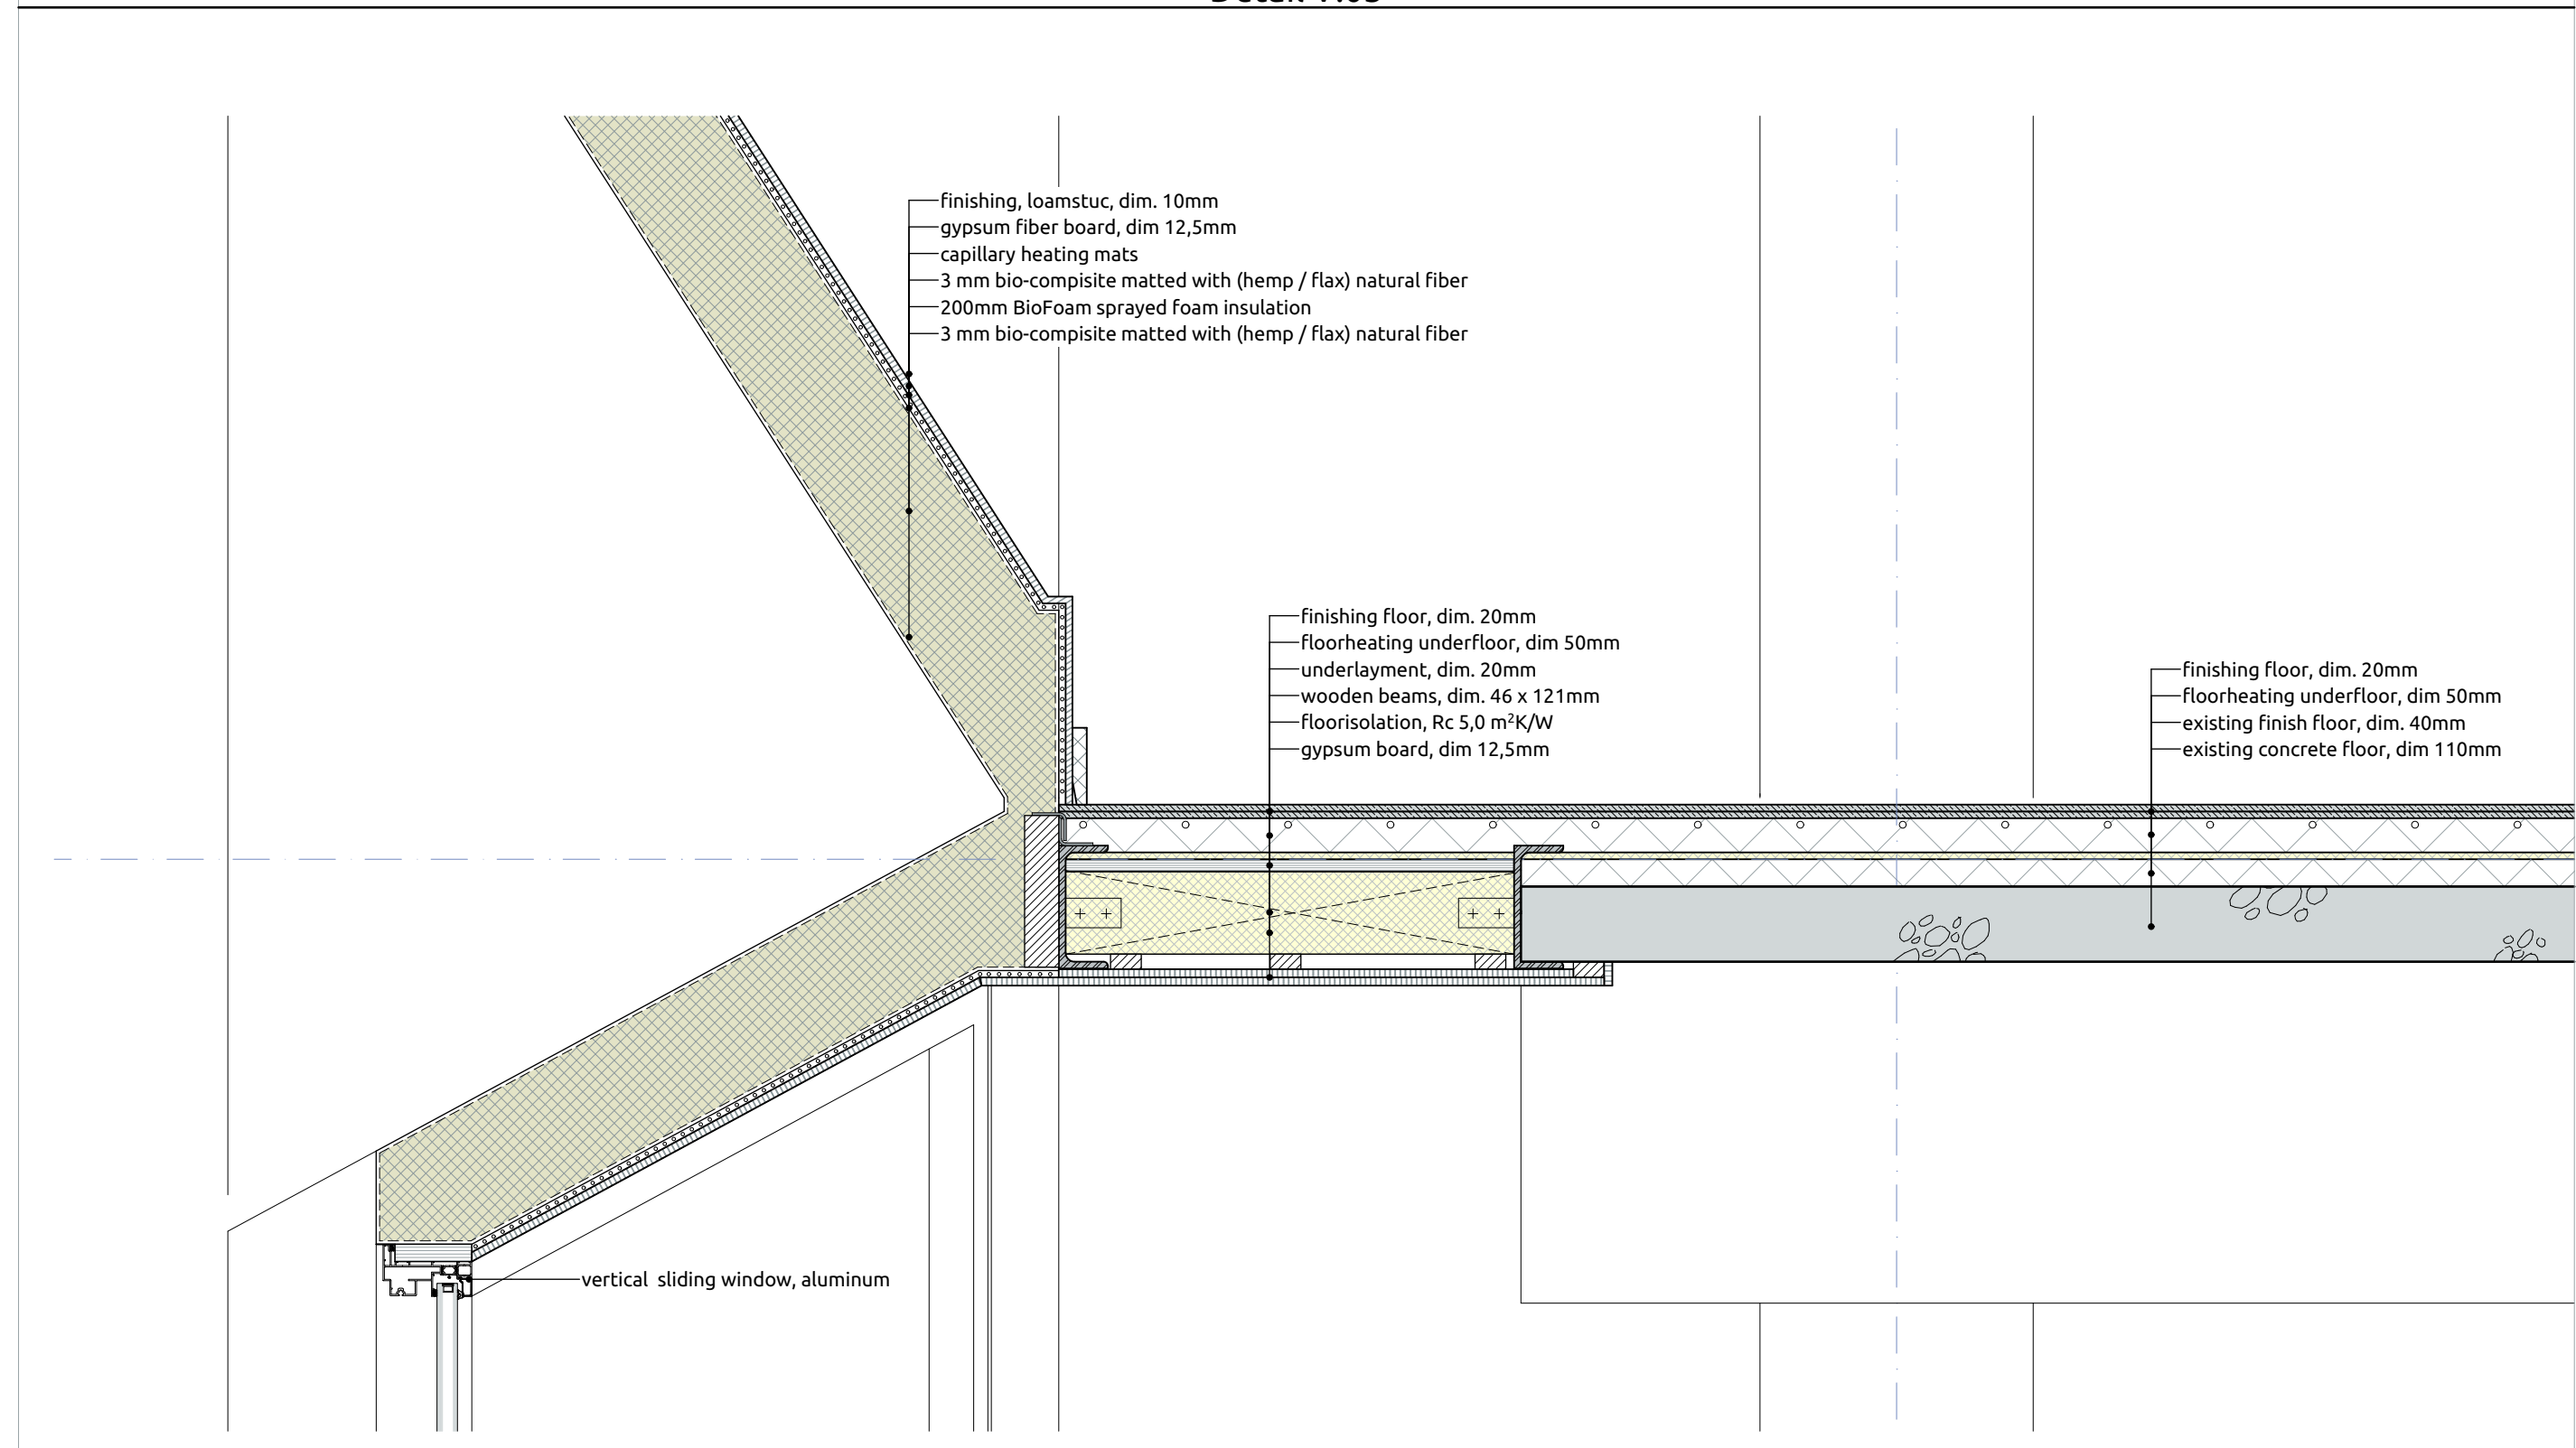 finishing, loamstuc, dim. 10mm
gypsum fiber board, dim 12,5mm
capillary heating mats
3 mm bio-compisite matted with (hemp / flax) natural fiber
200mm BioFoam sprayed foam insulation
3 mm bio-compisite matted with (hemp / flax) natural fiber
finishing floor, dim. 20mm
floorheating underfloor, dim 50mm
underlayment, dim. 20mm
wooden beams, dim. 46 x 121mm
floorisolation, Rc 5,0 m²K/W
gypsum board, dim 12,5mm
finishing floor, dim. 20mm
floorheating underfloor, dim 50mm
existing finish floor, dim. 40mm
existing concrete floor, dim 110mm
vertical  sliding window, aluminum